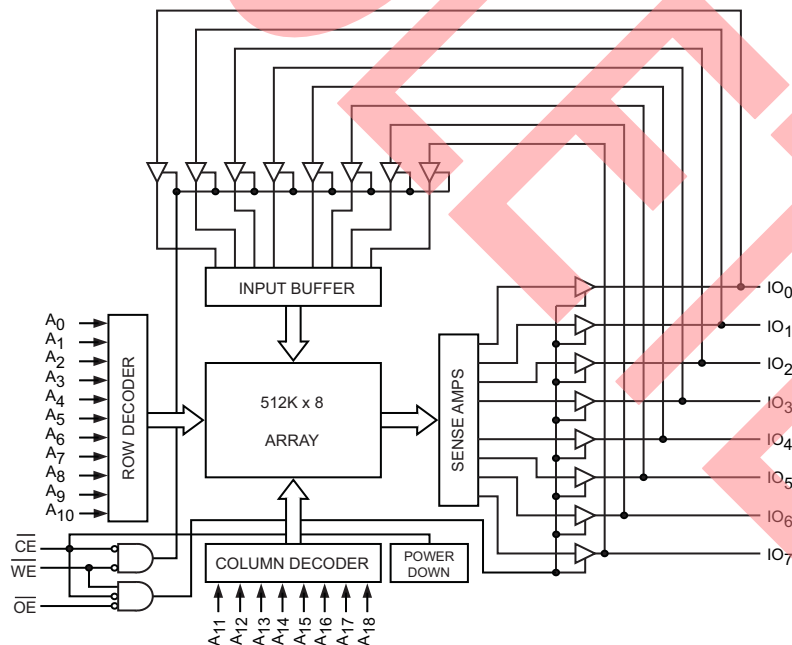 INPUT BUFFER
IO0
IO1
IO2
IO3
IO4
IO5
IO6
IO7
A0
A1
A2
A3
A4
A5
A6
A7
A8
A9
A10
ROW DECODER
512K x 8
ARRAY
SENSE AMPS
CE
WE
OE
COLUMN DECODER
POWER
DOWN
A11
A12
A13
A14
A15
A16
A17
A18